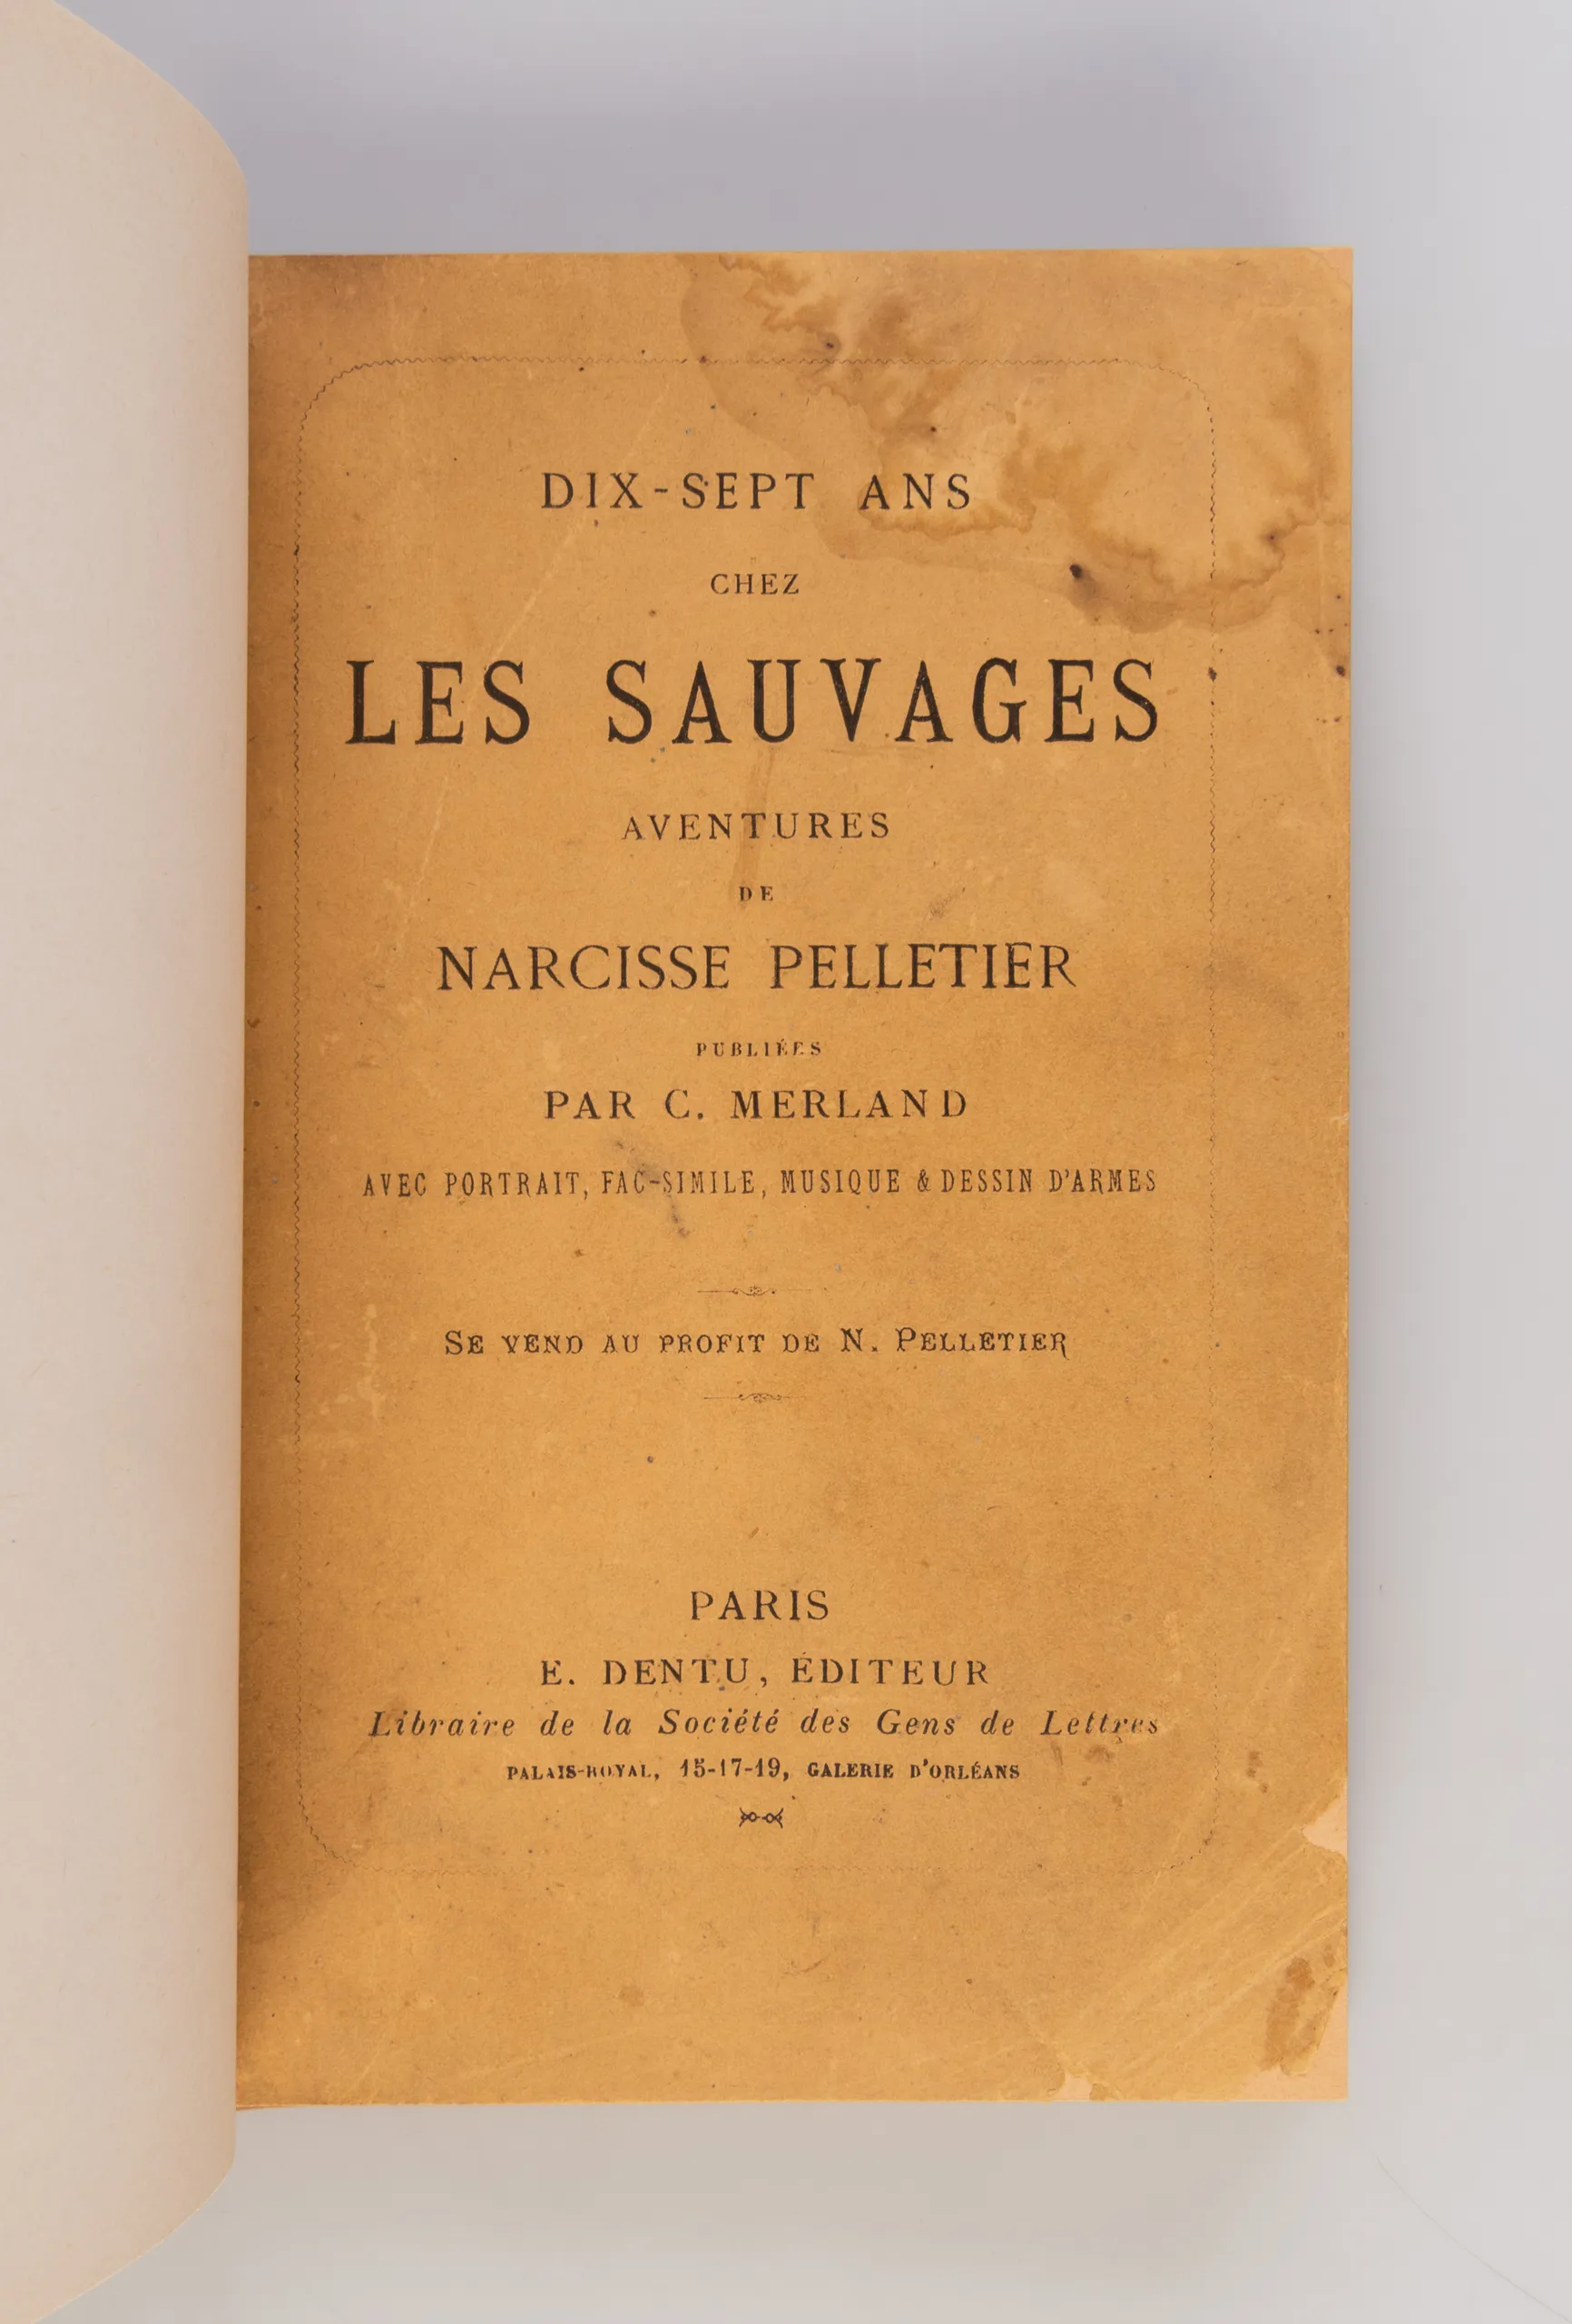 DIX-SEPT ANS
CHEZ
LES SAUVAGES
AVENTURES
DE
NARCISSE PELLETIER
PUBLIÉES
PAR C. MERLAND
AVEC PORTRAIT, FAC-SIMILE, MUSIQUE & DESSIN D'ARMES
SE VEND AU PROFIT DE N. PELLETIER
PARIS
E. DENTU, ÉDITEUR
Libraire de la Société des Gens de Lettres
PALAIS-ROYAL, 15-17-19, GALERIE D'ORLÉANS